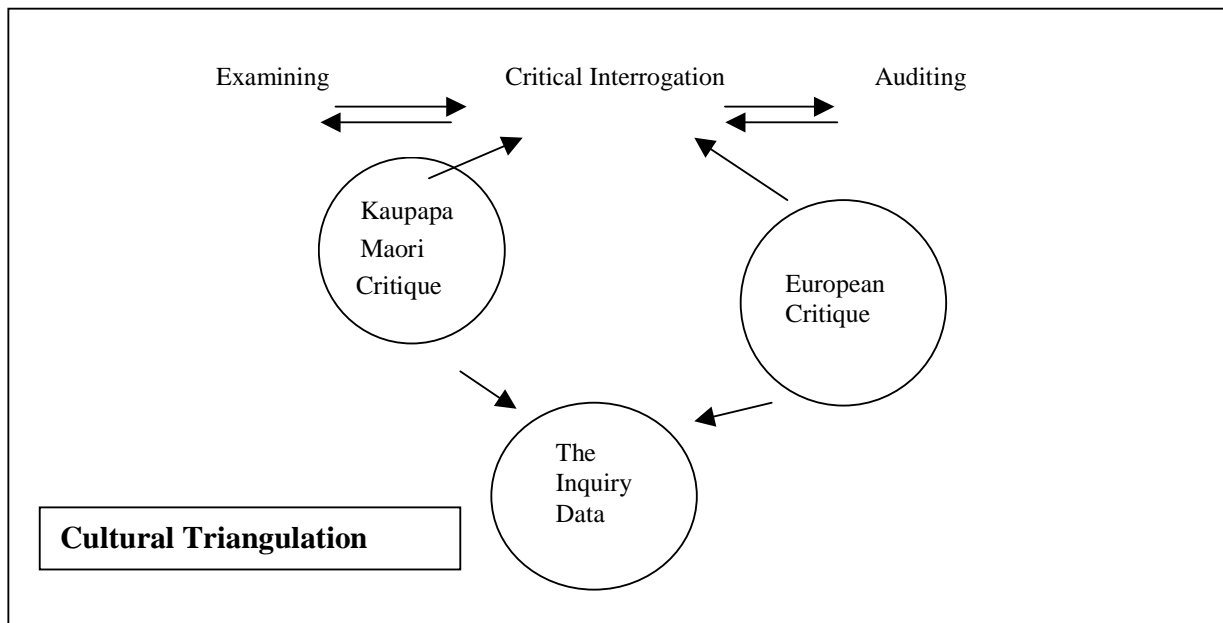 Examining Critical Interrogation Auditing
Kaupapa
Maori
Critique
European
Critique
The
Inquiry
Data
Cultural Triangulation